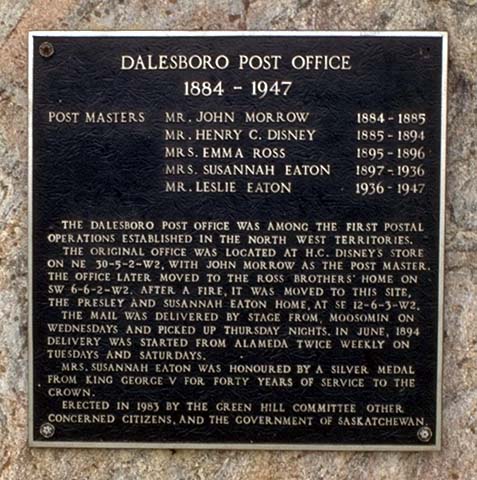 DALESBORO POST OFFICE
1884 - 1947
POST MASTERS MR. JOHN MORROW 1884 - 1885
MR. HENRY C. DISNEY 1885 - 1894
MRS. EMMA ROSS 1895 - 1896
MRS. SUSANNAH EATON 1897 - 1936
MR. LESLIE EATON 1936 - 1947
THE DALESBORO POST OFFICE WAS AMONG THE FIRST POSTAL
OPERATIONS ESTABLISHED IN THE NORTH WEST TERRITORIES.
THE ORIGINAL OFFICE WAS LOCATED AT H.C. DISNEY'S STORE
ON NE 30-5-2-W2, WITH JOHN MORROW AS THE POST MASTER.
THE OFFICE LATER MOVED TO THE ROSS BROTHERS' HOME ON
SW 6-6-2-W2. AFTER A FIRE, IT WAS MOVED TO THIS SITE,
THE PRESLEY AND SUSANNAH EATON HOME, AT SE 12-6-3-W2.
THE MAIL WAS DELIVERED BY STAGE FROM, MOOSOMIN ON
WEDNESDAYS AND PICKED UP THURSDAY NIGHTS. IN JUNE, 1894
DELIVERY WAS STARTED FROM ALAMEDA TWICE WEEKLY ON
TUESDAYS AND SATURDAYS.
MRS. SUSANNAH EATON WAS HONOURED BY A SILVER MEDAL
FROM KING GEORGE V FOR FORTY YEARS OF SERVICE TO THE
CROWN.
ERECTED IN 1983 BY THE GREEN HILL COMMITTEE OTHER
CONCERNED CITIZENS, AND THE GOVERNMENT OF SASKATCHEWAN.